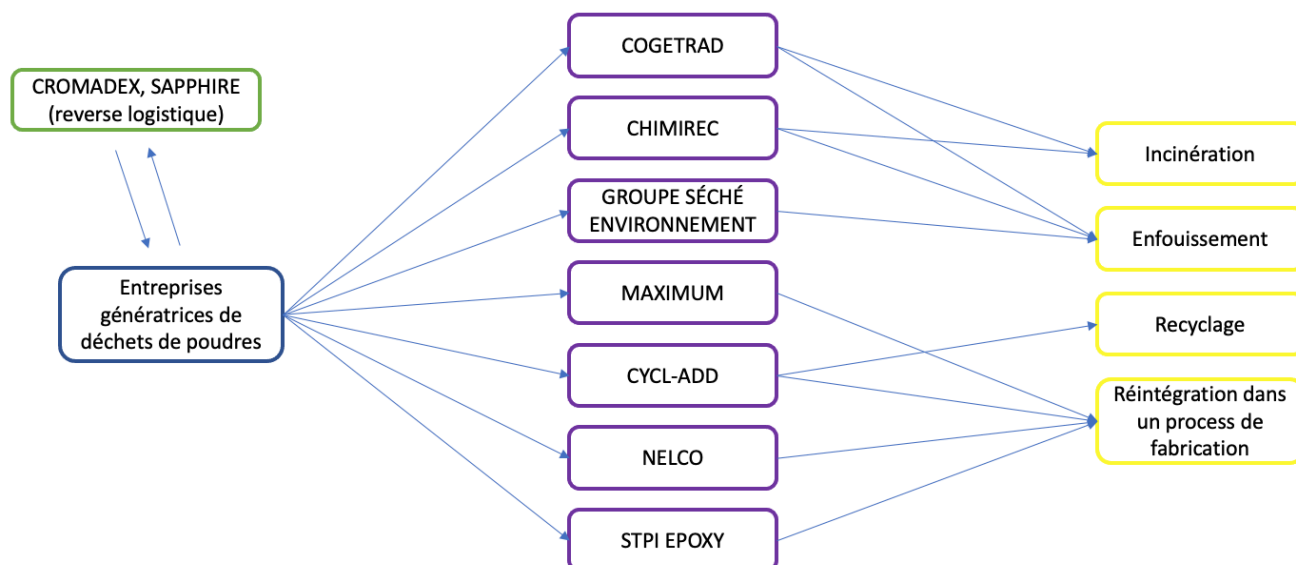 CROMADEX, SAPPHIRE
(reverse logistique)
Entreprises
génératrices de
déchets de poudres
COGETRAD
CHIMIREC
GROUPE SÉCHÉ
ENVIRONNEMENT
MAXIMUM
CYCL-ADD
NELCO
STPI EPOXY
Incinération
Enfouissement
Recyclage
Réintégration dans
un process de
fabrication